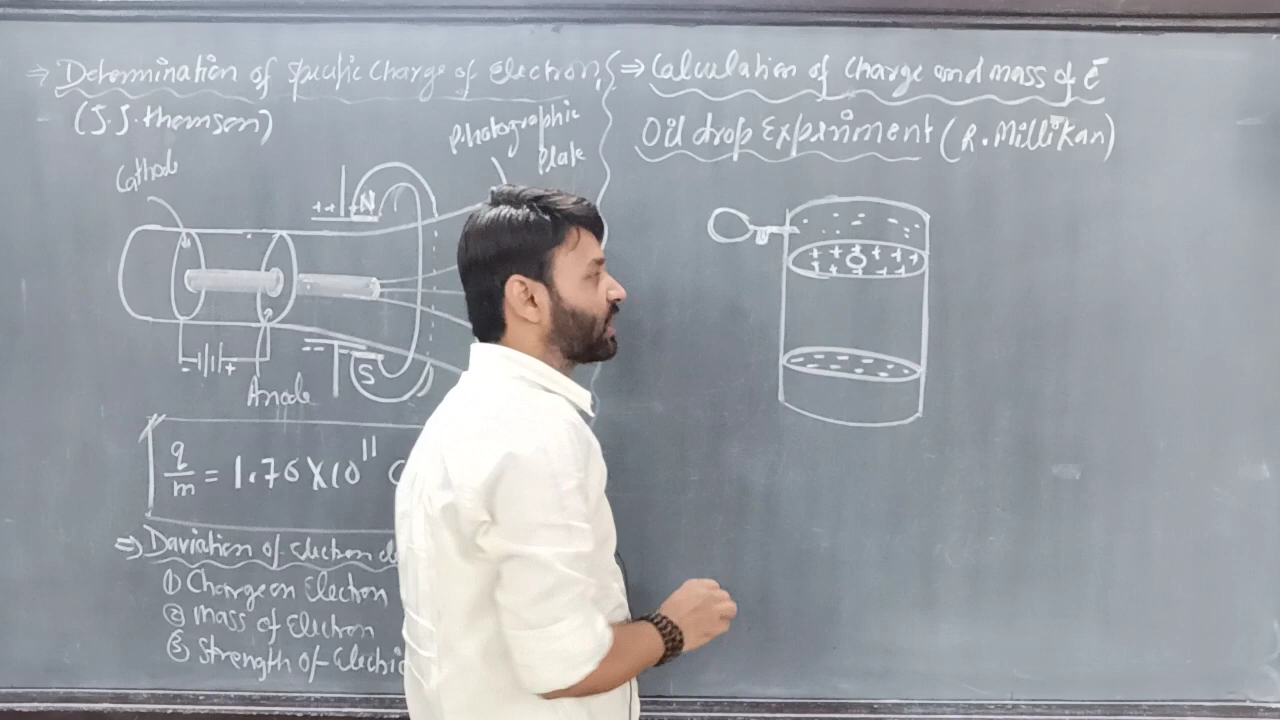 ⇒ Determination of specific charge of electron
(J.J. thomson)
Cathode
Photographic
Plate
++ + N
- | | | +
-- S
Anode
q/m = 1.76 × 10¹¹ C
⇒ Daviation of electron de
① Charge on Electron
② Mass of Electron
③ Strength of Electric
⇒ Calculation of charge and mass of ē
Oil drop Expriment (R. Millikan)
+ + + + + + + +
- - - - - - - -